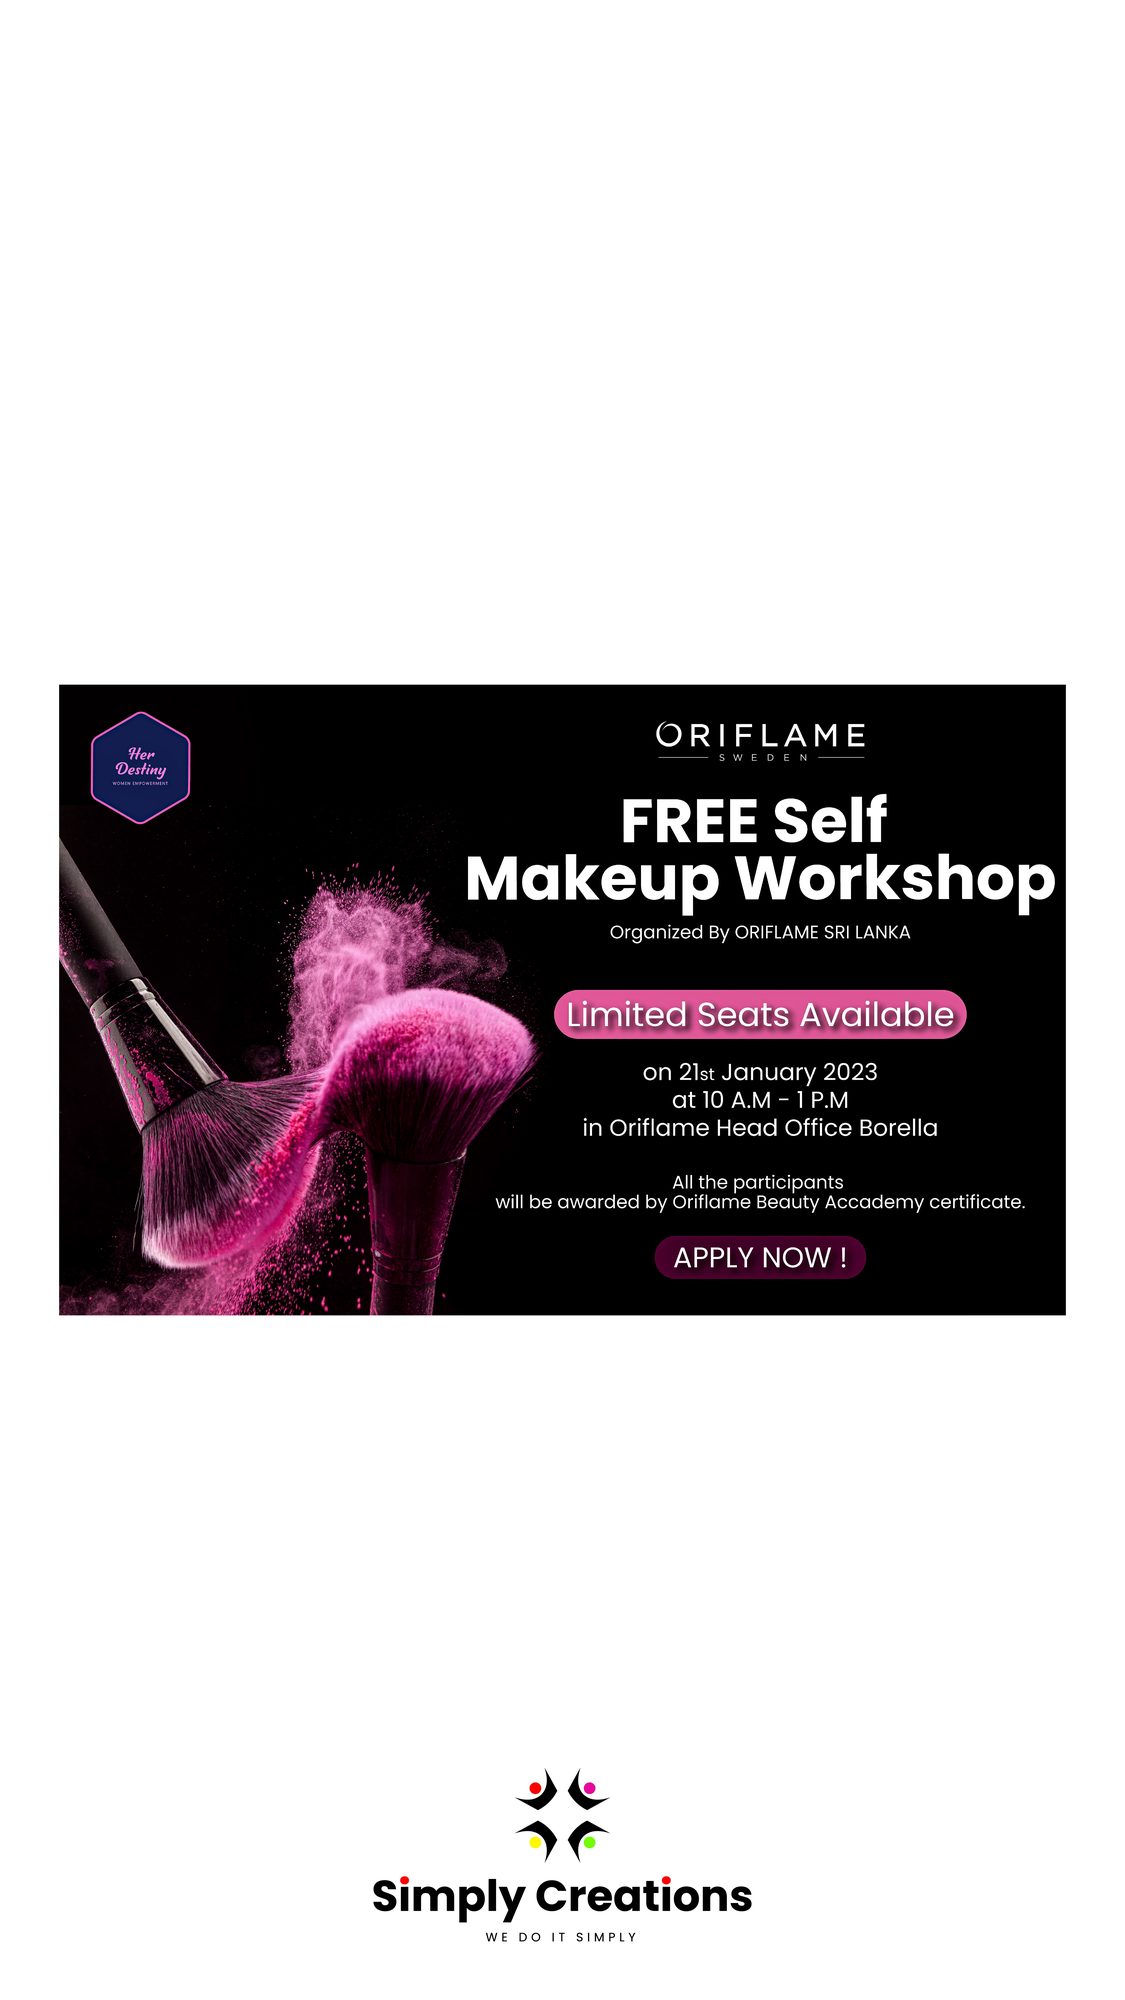 Her
Destiny
WOMEN EMPOWERMENT
ORIFLAME
SWEDEN
FREE Self
Makeup Workshop
Organized By ORIFLAME SRI LANKA
Limited Seats Available
on 21st January 2023
at 10 A.M - 1 P.M
in Oriflame Head Office Borella
All the participants
will be awarded by Oriflame Beauty Accademy certificate.
APPLY NOW !
Simply Creations
WE DO IT SIMPLY